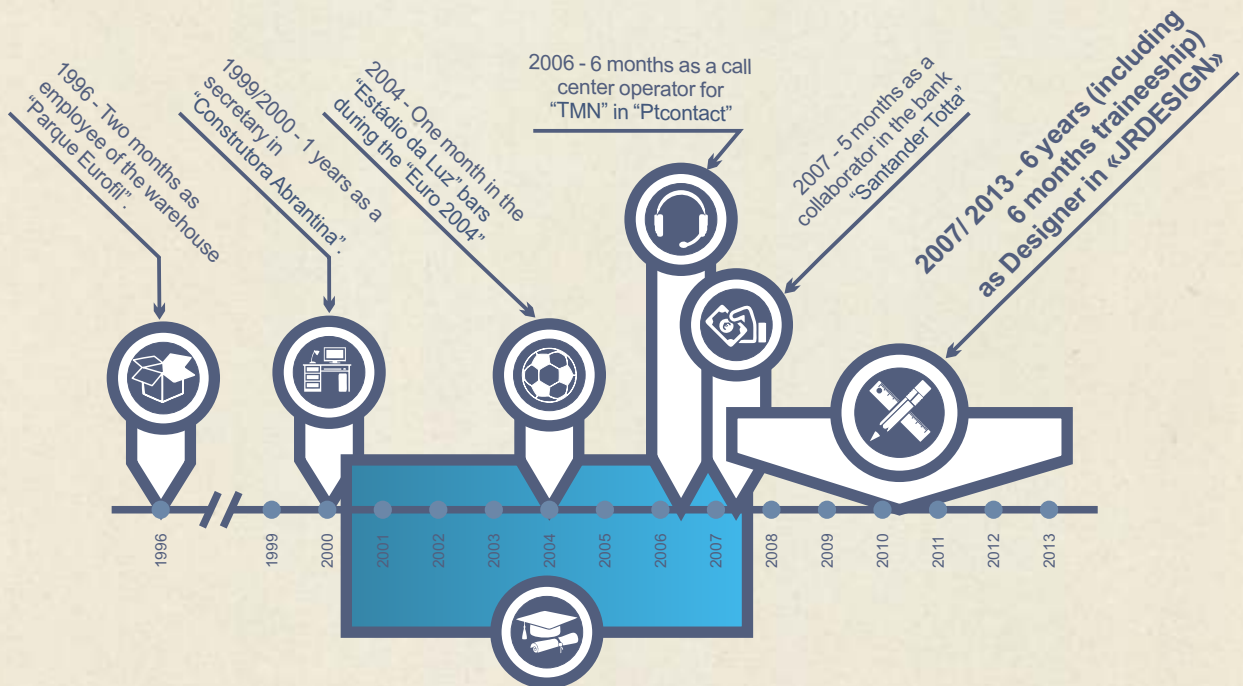 1996 - Two months as
employee of the warehouse
“Parque Eurofil”.
1999/2000 - 1 years as a
secretary in
“Construtora Abrantina”.
2004 - One month in the
“Estádio da Luz” bars
during the “Euro 2004”
2006 - 6 months as a call
center operator for
“TMN” in “Ptcontact”
2007 - 5 months as a
collaborator in the bank
“Santander Totta”
2007/ 2013 - 6 years (including
6 months traineeship)
as Designer in «JRDESIGN»
1996
1999
2000
2001
2002
2003
2004
2005
2006
2007
2008
2009
2010
2011
2012
2013